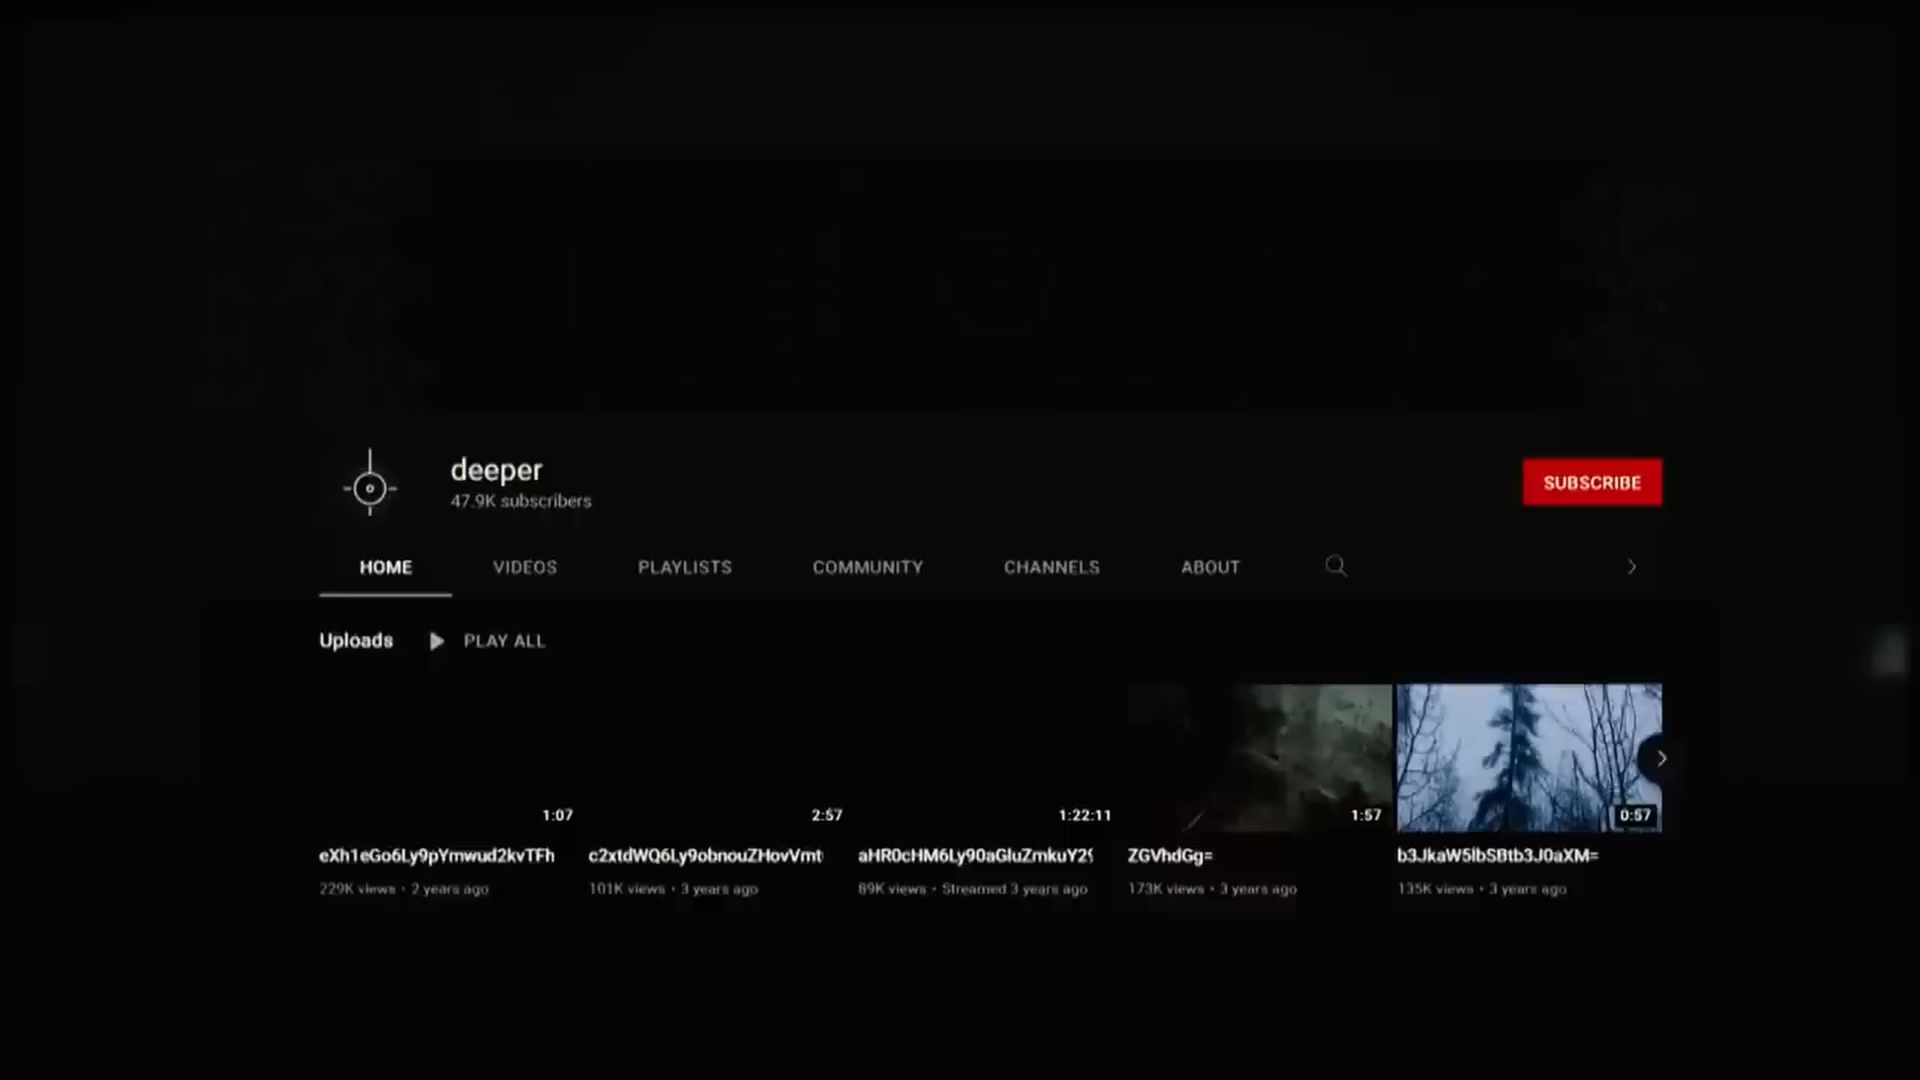 deeper
47.9K subscribers
SUBSCRIBE
HOME VIDEOS PLAYLISTS COMMUNITY CHANNELS ABOUT
Uploads PLAY ALL
1:07 2:57 1:22:11 1:57 0:57
eXh1eGo6Ly9pYmwud2kvTFh c2xtdWQ6Ly9obnouZHovVmt aHR0cHM6Ly90aGluZmkuY29 ZGVhdGg= b3JkaW5lbSBtb3J0aXM=
229K views • 2 years ago 101K views • 3 years ago 89K views • Streamed 3 years ago 173K views • 3 years ago 135K views • 3 years ago